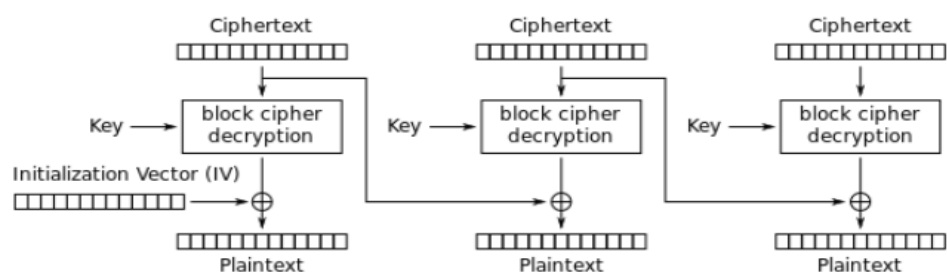 Ciphertext Ciphertext Ciphertext
Key block cipher decryption Key block cipher decryption Key block cipher decryption
Initialization Vector (IV)
Plaintext Plaintext Plaintext